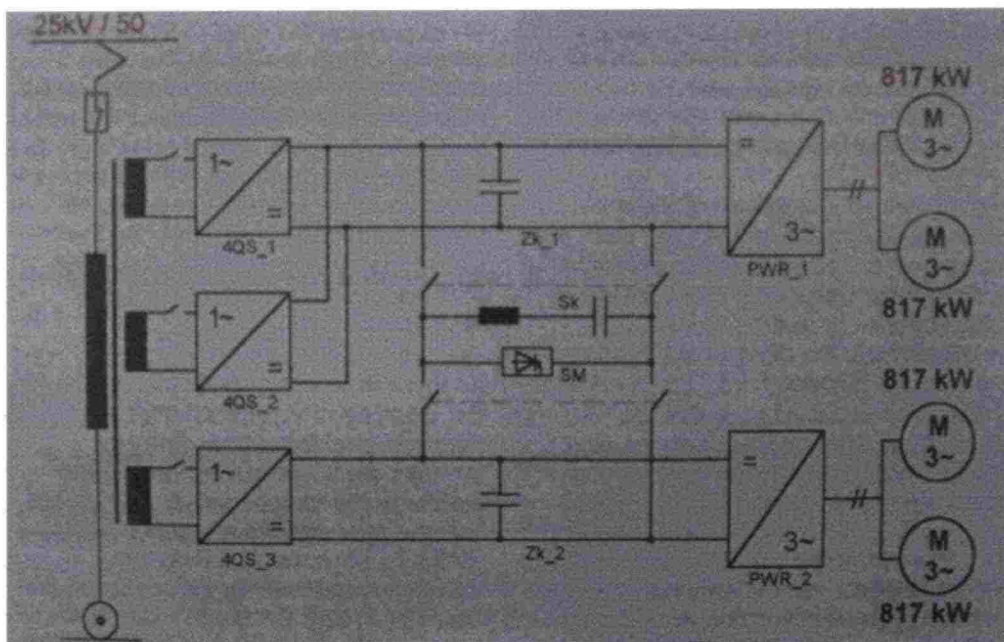 25kV / 50
817 kW
M
3~
1~
=
4QS_1
=
3~
PWR_1
Zk_1
M
3~
817 kW
1~
=
4QS_2
Sk
SM
817 kW
M
3~
1~
=
4QS_3
=
3~
PWR_2
Zk_2
M
3~
817 kW